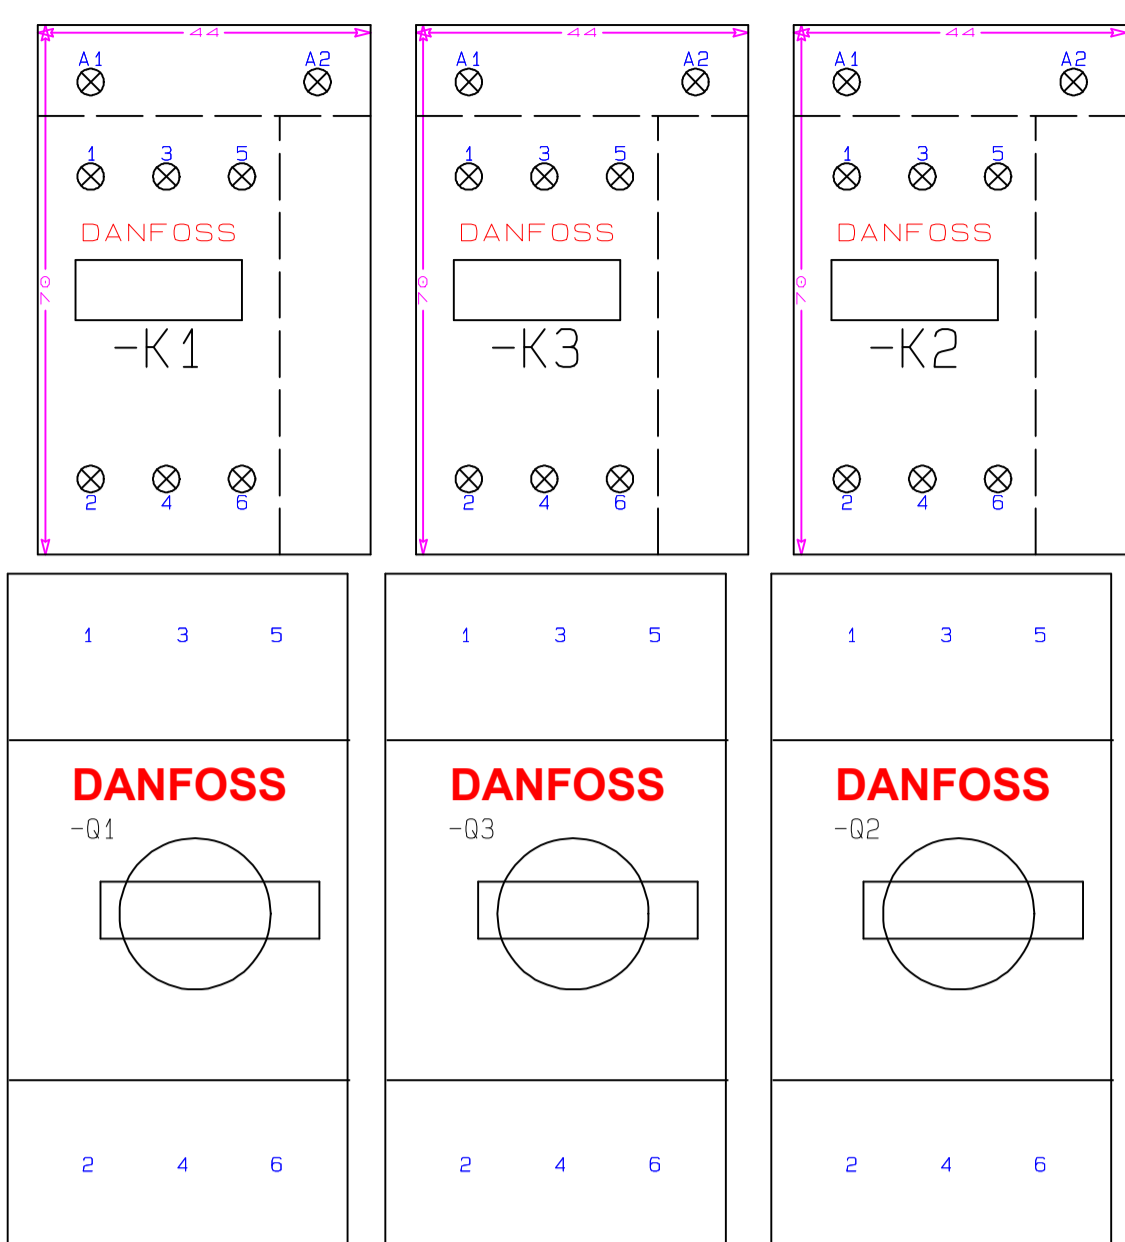 44 44 44
A1 A2 A1 A2 A1 A2
1 3 5 1 3 5 1 3 5
DANFOSS DANFOSS DANFOSS
70 70 70
-K1 -K3 -K2
2 4 6 2 4 6 2 4 6
1 3 5 1 3 5 1 3 5
DANFOSS DANFOSS DANFOSS
-Q1 -Q3 -Q2
2 4 6 2 4 6 2 4 6